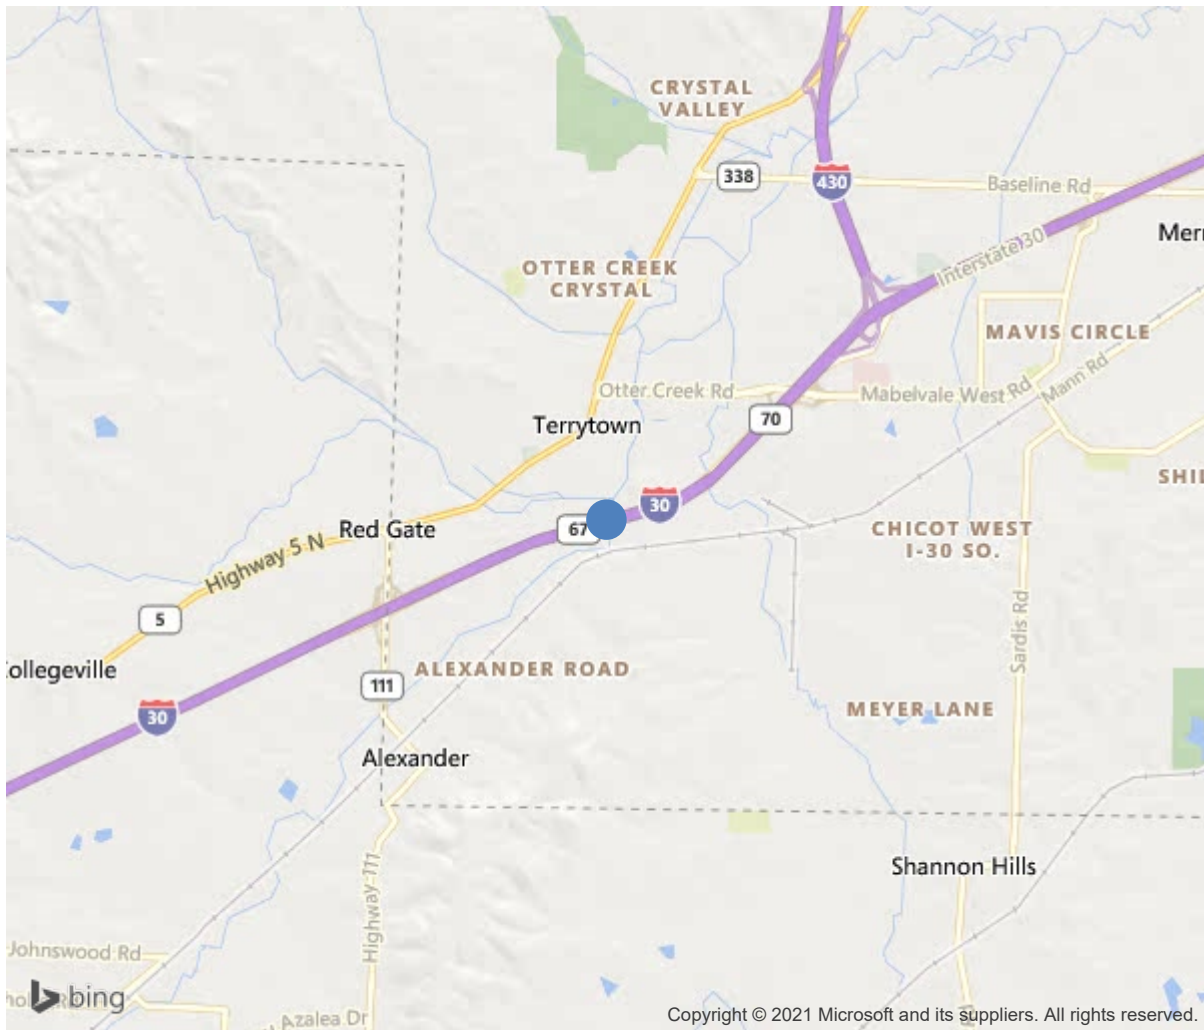 CRYSTAL
VALLEY
338
430
Baseline Rd
Interstate 30
OTTER CREEK
CRYSTAL
MAVIS CIRCLE
Otter Creek Rd
Mabelvale West Rd
Mann Rd
Terrytown
70
30
67
Red Gate
Highway 5 N
CHICOT WEST
I-30 SO.
5
ALEXANDER ROAD
Sardis Rd
111
30
MEYER LANE
Alexander
Shannon Hills
Highway 111
Johnswood Rd
bing
Azalea Dr
Copyright © 2021 Microsoft and its suppliers. All rights reserved.